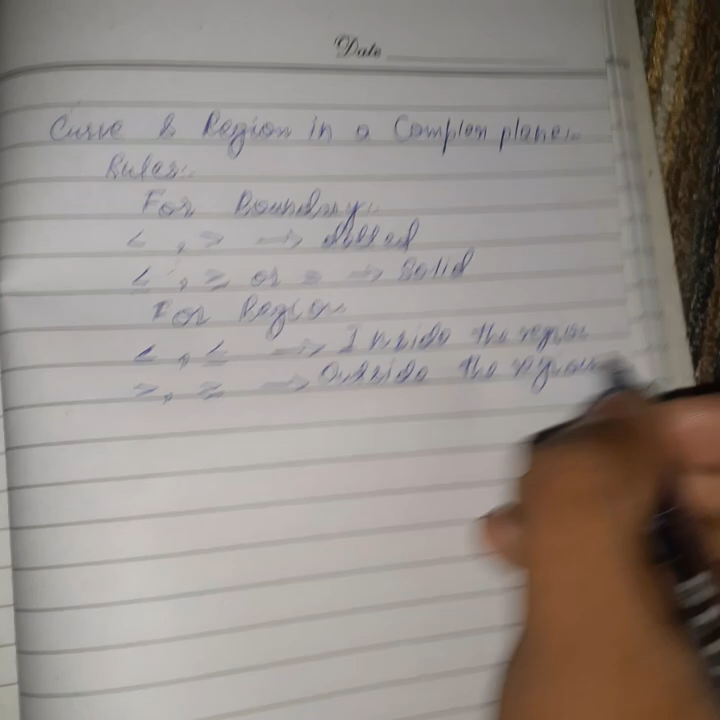 Date
Curve & Region in a Complex plane:-
Rules:-
For Boundry:-
<, > → dotted
≤, ≥ or = → Solid
For Region:-
<, ≤ → Inside the region
>, ≥ → Outside the region